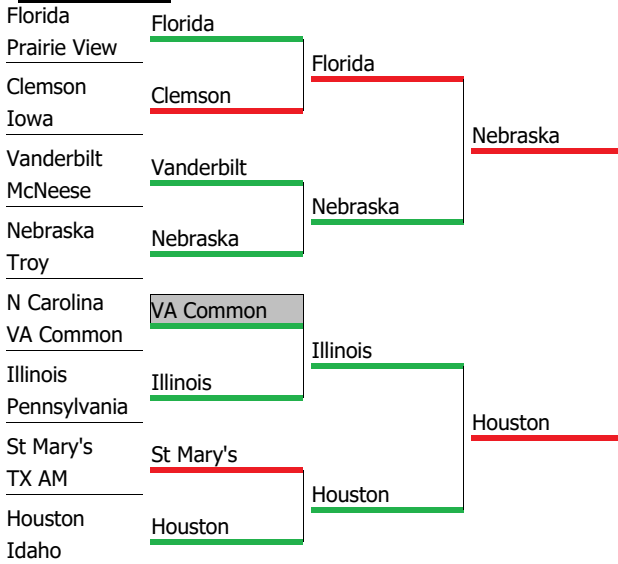 Florida
Prairie View
Clemson
Iowa
Vanderbilt
McNeese
Nebraska
Troy
N Carolina
VA Common
Illinois
Pennsylvania
St Mary's
TX AM
Houston
Idaho
Florida
Clemson
Vanderbilt
Nebraska
VA Common
Illinois
St Mary's
Houston
Florida
Nebraska
Illinois
Houston
Nebraska
Houston